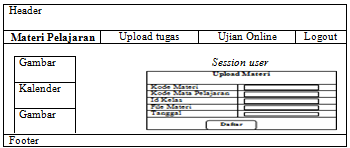 Header
Materi Pelajaran Upload tugas Ujian Online Logout
Gambar
Kalender
Gambar
Session user
Upload Materi
Kode Materi
Kode Mata Pelajaran
Id Kelas
File Materi
Tanggal
Daftar
Footer